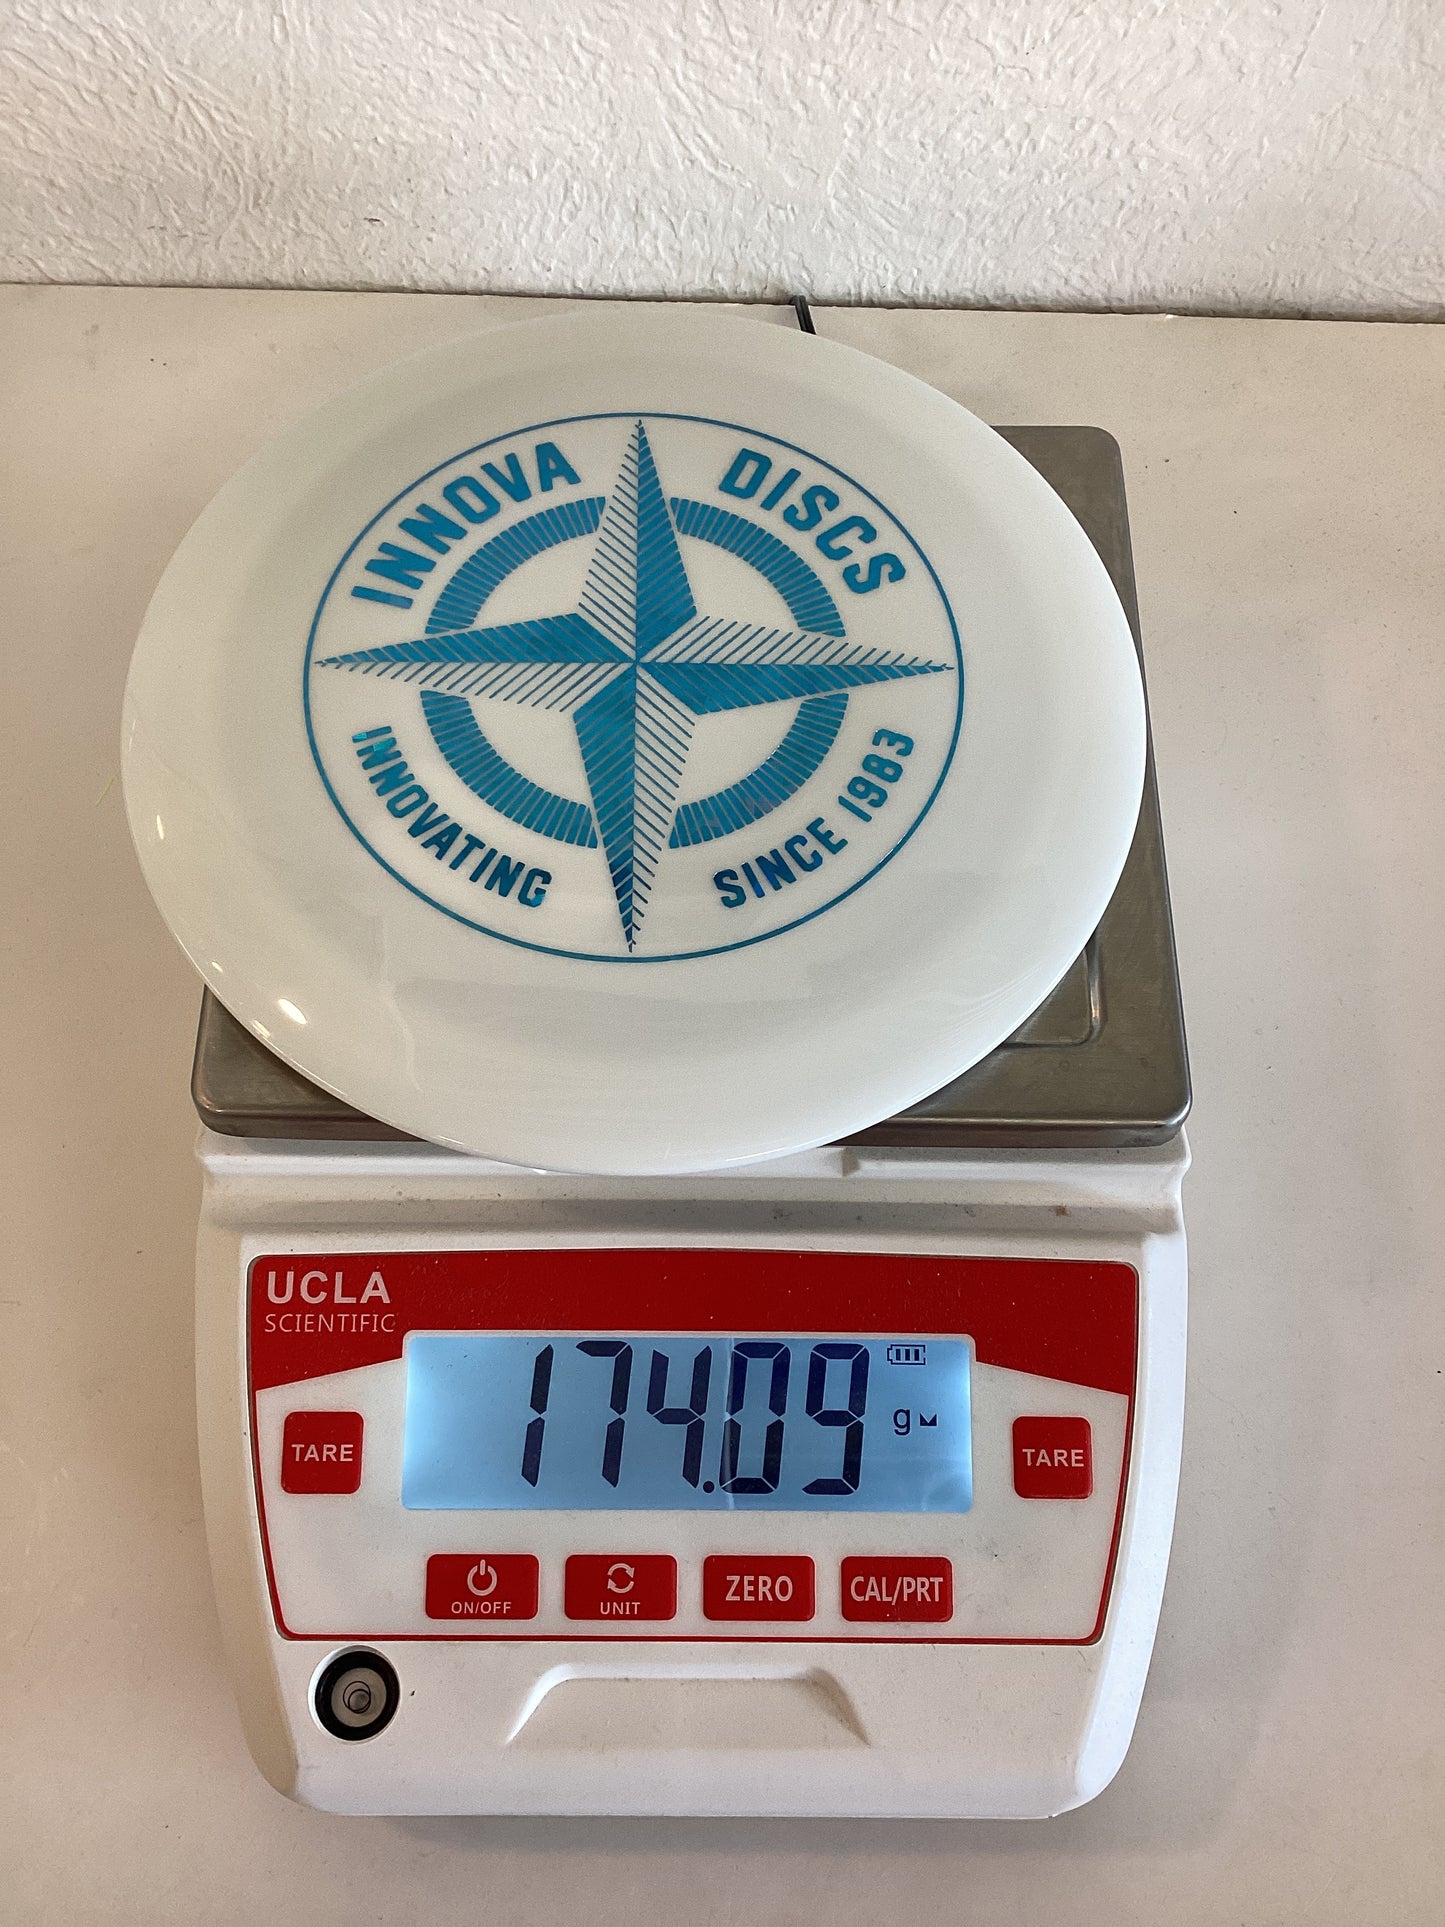 INNOVA DISCS
INNOVATING SINCE 1983
UCLA
SCIENTIFIC
174.09 g
TARE
TARE
ON/OFF
UNIT
ZERO
CAL/PRT